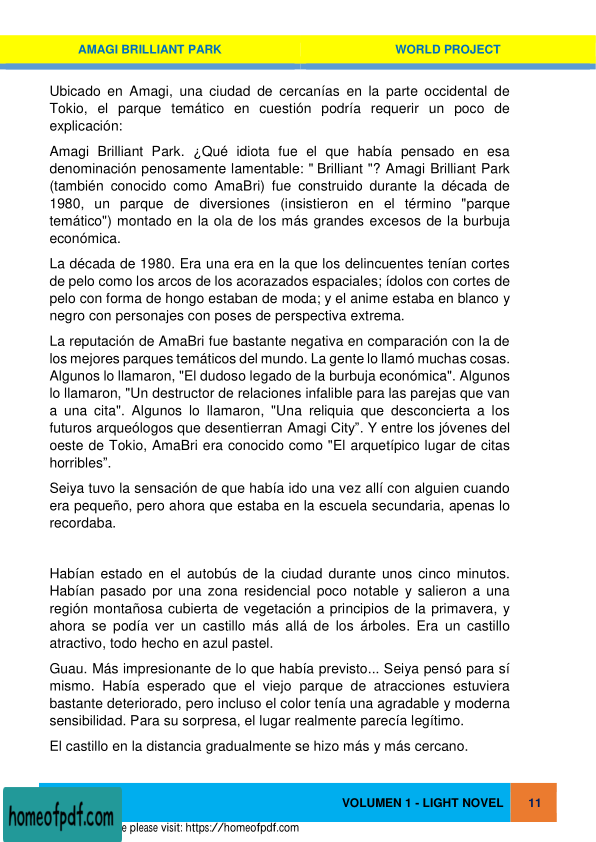 AMAGI BRILLIANT PARK WORLD PROJECT
Ubicado en Amagi, una ciudad de cercanías en la parte occidental de
Tokio, el parque temático en cuestión podría requerir un poco de
explicación:
Amagi Brilliant Park. ¿Qué idiota fue el que había pensado en esa
denominación penosamente lamentable: " Brilliant "? Amagi Brilliant Park
(también conocido como AmaBri) fue construido durante la década de
1980, un parque de diversiones (insistieron en el término "parque
temático") montado en la ola de los más grandes excesos de la burbuja
económica.
La década de 1980. Era una era en la que los delincuentes tenían cortes
de pelo como los arcos de los acorazados espaciales; ídolos con cortes de
pelo con forma de hongo estaban de moda; y el anime estaba en blanco y
negro con personajes con poses de perspectiva extrema.
La reputación de AmaBri fue bastante negativa en comparación con la de
los mejores parques temáticos del mundo. La gente lo llamó muchas cosas.
Algunos lo llamaron, "El dudoso legado de la burbuja económica". Algunos
lo llamaron, "Un destructor de relaciones infalible para las parejas que van
a una cita". Algunos lo llamaron, "Una reliquia que desconcierta a los
futuros arqueólogos que desentierran Amagi City”. Y entre los jóvenes del
oeste de Tokio, AmaBri era conocido como "El arquetípico lugar de citas
horribles”.
Seiya tuvo la sensación de que había ido una vez allí con alguien cuando
era pequeño, pero ahora que estaba en la escuela secundaria, apenas lo
recordaba.
Habían estado en el autobús de la ciudad durante unos cinco minutos.
Habían pasado por una zona residencial poco notable y salieron a una
región montañosa cubierta de vegetación a principios de la primavera, y
ahora se podía ver un castillo más allá de los árboles. Era un castillo
atractivo, todo hecho en azul pastel.
Guau. Más impresionante de lo que había previsto... Seiya pensó para sí
mismo. Había esperado que el viejo parque de atracciones estuviera
bastante deteriorado, pero incluso el color tenía una agradable y moderna
sensibilidad. Para su sorpresa, el lugar realmente parecía legítimo.
El castillo en la distancia gradualmente se hizo más y más cercano.
VOLUMEN 1 - LIGHT NOVEL 11
homeofpdf.com
e please visit: https://homeofpdf.com